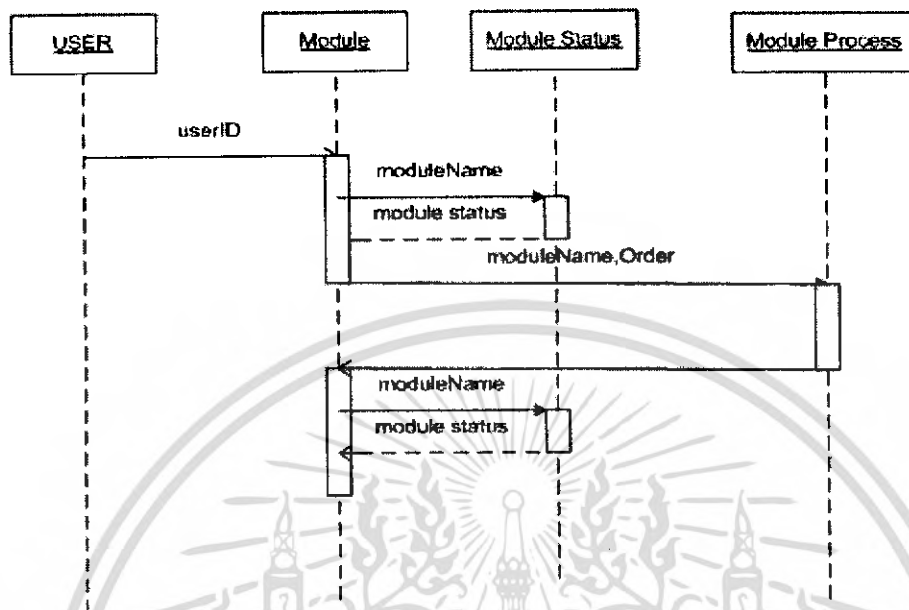 USER
Module
Module Status
Module Process
userID
moduleName
module status
moduleName,Order
moduleName
module status